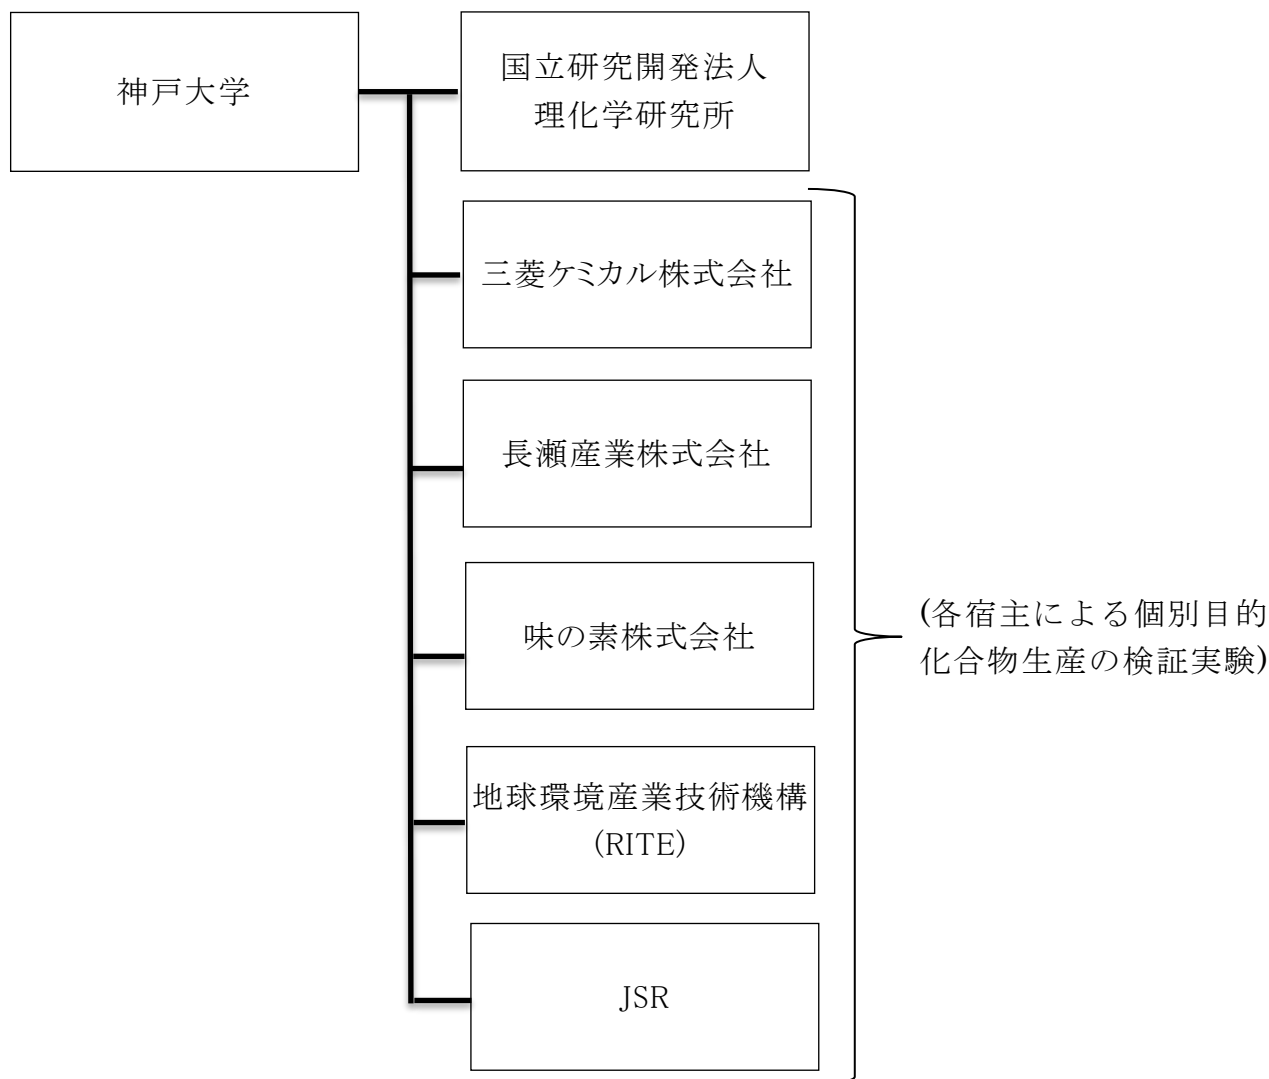 神戸大学
国立研究開発法人
理化学研究所
三菱ケミカル株式会社
長瀬産業株式会社
味の素株式会社
地球環境産業技術機構
(RITE)
JSR
(各宿主による個別目的
化合物生産の検証実験)